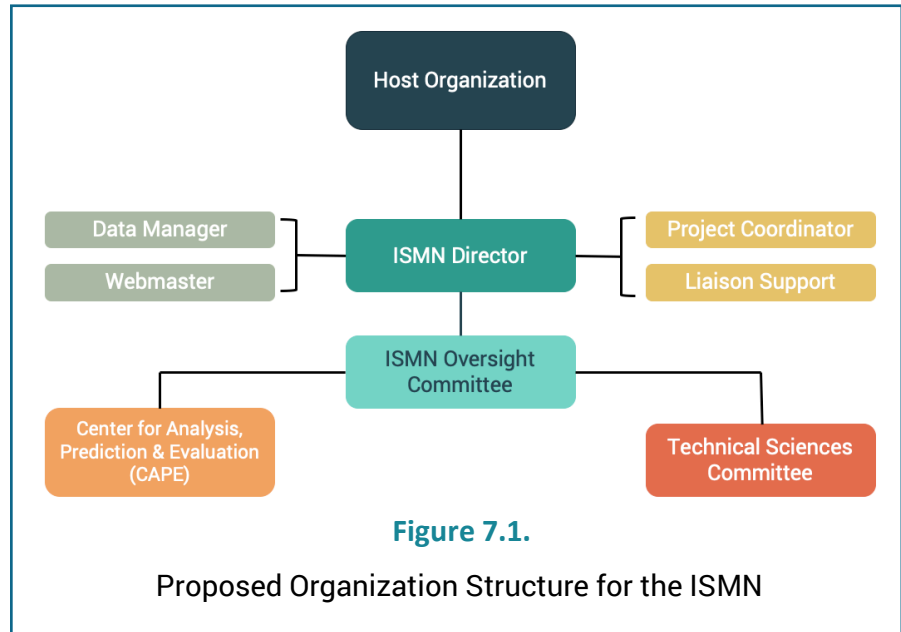 Host Organization
Data Manager
Webmaster
ISMN Director
Project Coordinator
Liaison Support
ISMN Oversight
Committee
Center for Analysis,
Prediction & Evaluation
(CAPE)
Technical Sciences
Committee
Figure 7.1.
Proposed Organization Structure for the ISMN